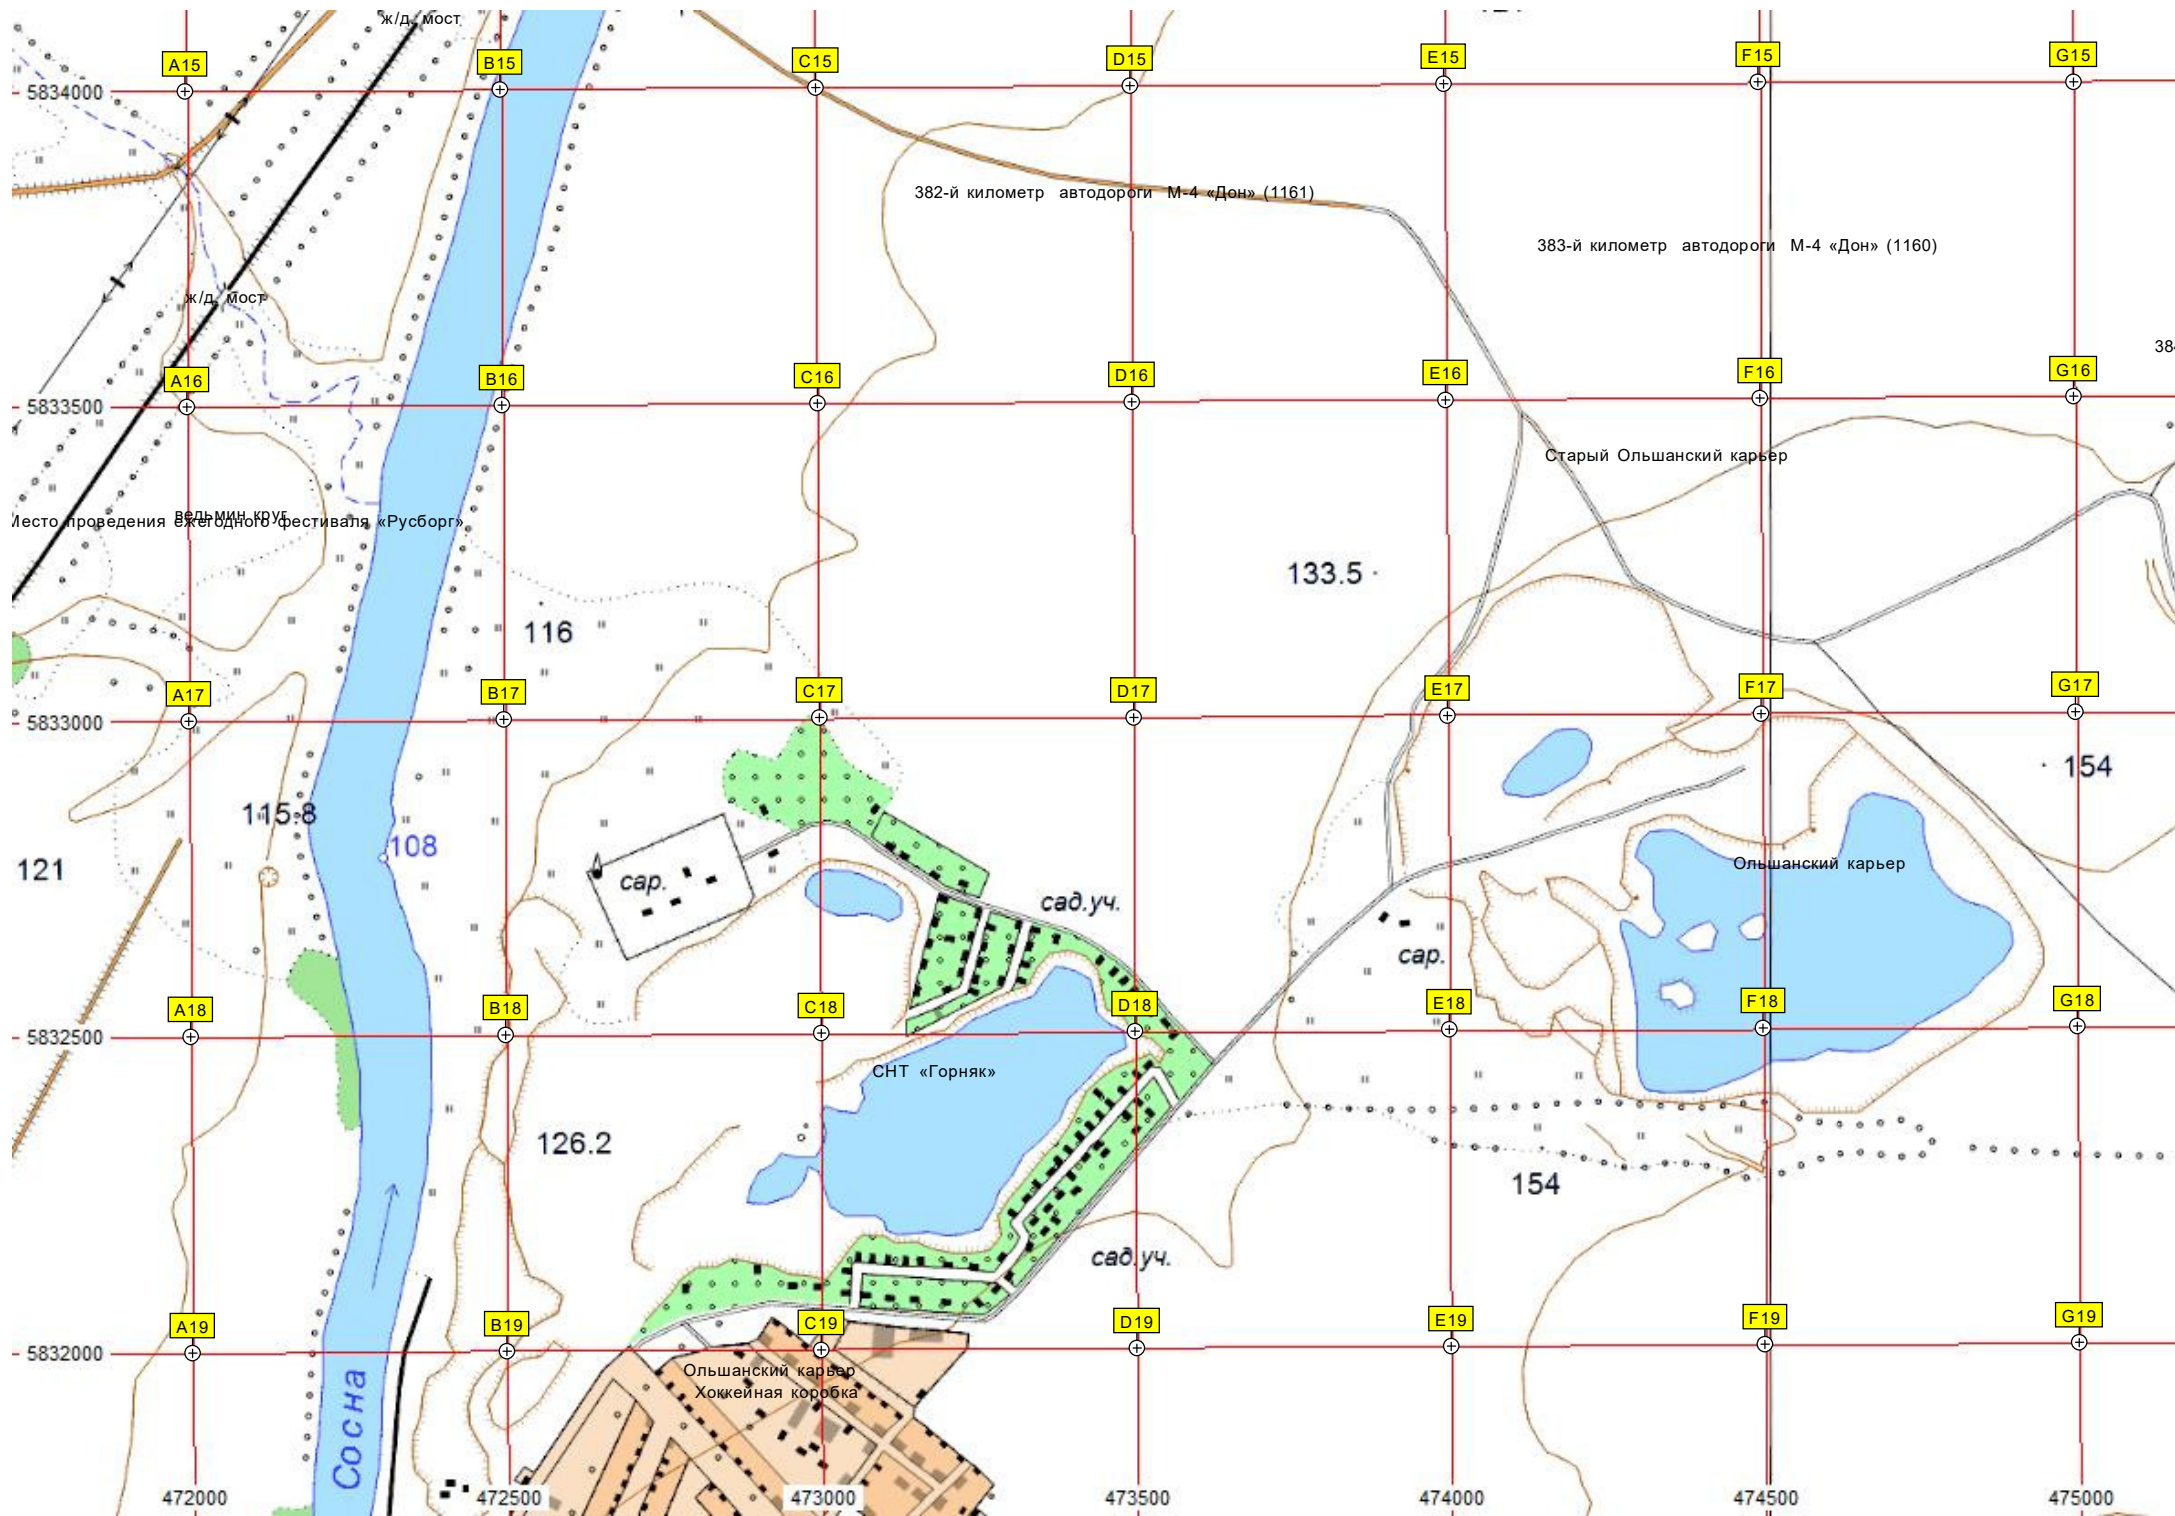 ж/д. мост
A15
B15
C15
D15
E15
F15
G15
5834000
382-й километр автодороги М-4 «Дон» (1161)
383-й километр автодороги М-4 «Дон» (1160)
ж/д. мост
A16
B16
C16
D16
E16
F16
G16
5833500
Старый Ольшанский карьер
ведьмин круг
Место проведения ежегодного фестиваля «Русборг»
133.5
116
A17
B17
C17
D17
E17
F17
G17
5833000
154
115.8
108
121
сар.
сад.уч.
Ольшанский карьер
сар.
A18
B18
C18
D18
E18
F18
G18
5832500
СНТ «Горняк»
126.2
154
сад.уч.
A19
B19
C19
D19
E19
F19
G19
5832000
Ольшанский карьер
Хоккейная коробка
Сосна
472000
472500
473000
473500
474000
474500
475000